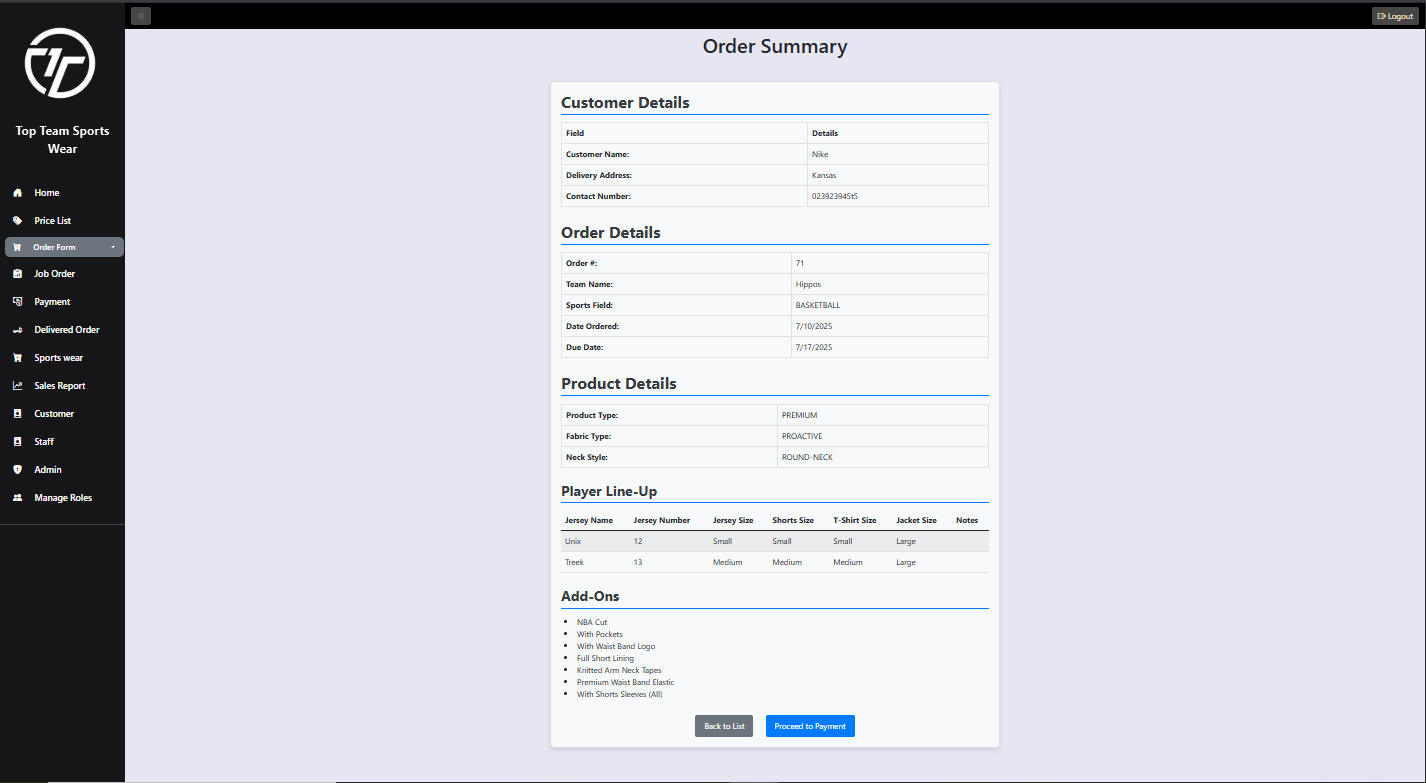 Logout
Top Team Sports
Wear
Home
Price List
Order Form
Job Order
Payment
Delivered Order
Sports wear
Sales Report
Customer
Staff
Admin
Manage Roles
Order Summary
Customer Details
Field Details
Customer Name: Nike
Delivery Address: Kansas
Contact Number: 023923945t5
Order Details
Order #: 71
Team Name: Hippos
Sports Field: BASKETBALL
Date Ordered: 7/10/2025
Due Date: 7/17/2025
Product Details
Product Type: PREMIUM
Fabric Type: PROACTIVE
Neck Style: ROUND-NECK
Player Line-Up
Jersey Name Jersey Number Jersey Size Shorts Size T-Shirt Size Jacket Size Notes
Unix 12 Small Small Small Large
Treek 13 Medium Medium Medium Large
Add-Ons
• NBA Cut
• With Pockets
• With Waist Band Logo
• Full Short Lining
• Knitted Arm Neck Tapes
• Premium Waist Band Elastic
• With Shorts Sleeves (All)
Back to List Proceed to Payment